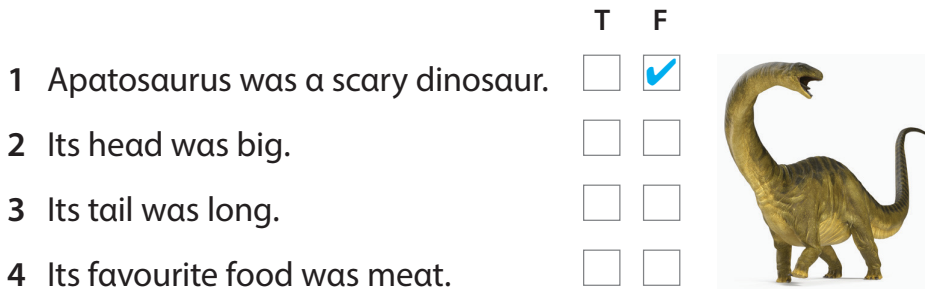 T F
1 Apatosaurus was a scary dinosaur. ✔
2 Its head was big.
3 Its tail was long.
4 Its favourite food was meat.